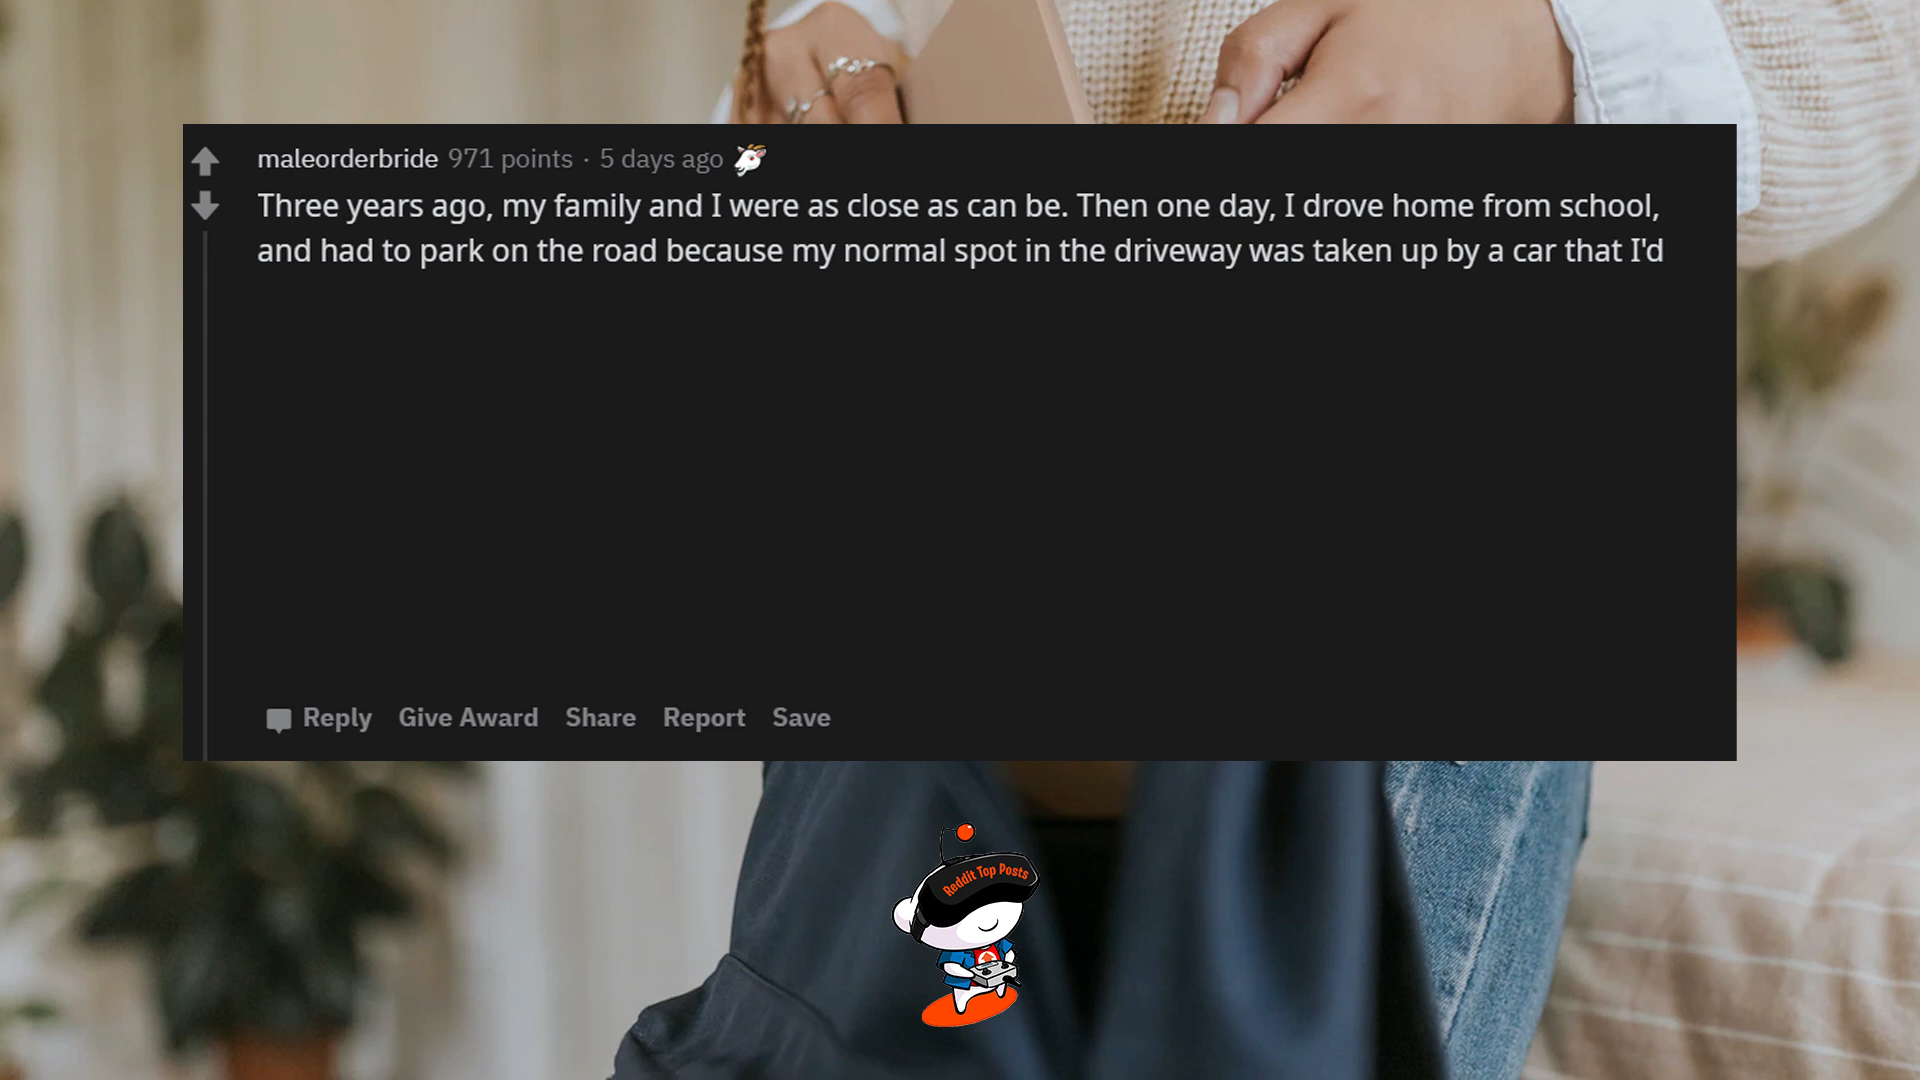 maleorderbride 971 points · 5 days ago
Three years ago, my family and I were as close as can be. Then one day, I drove home from school,
and had to park on the road because my normal spot in the driveway was taken up by a car that I'd
Reply Give Award Share Report Save
Reddit Top Posts